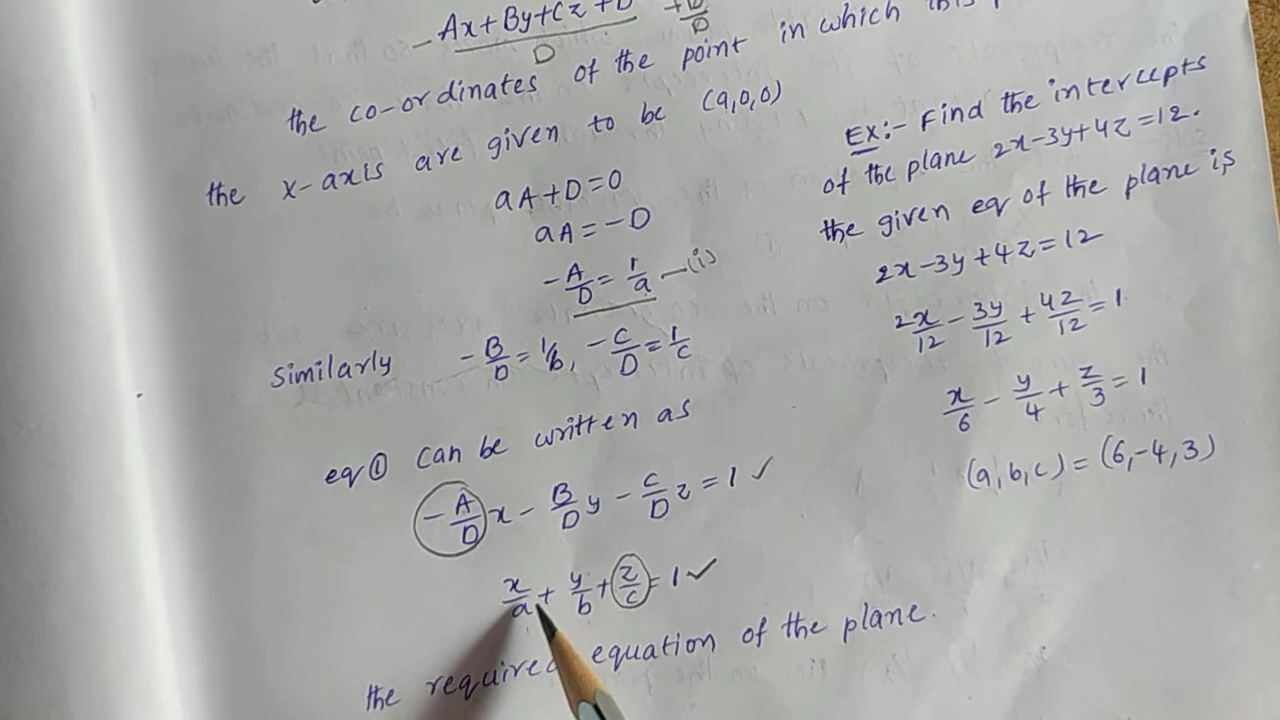 -Ax+By+Cz+D
D
+D/D
the co-ordinates of the point in which
the x-axis are given to be (a,0,0)
aA+D=0
aA=-D
-A/D=1/a —(i)
Similarly -B/D=1/b, -C/D=1/c
eq① can be written as
-A/D x - B/D y - C/D z = 1 ✓
x/a + y/b + z/c = 1 ✓
the required equation of the plane.
EX:- Find the intercepts
of the plane 2x-3y+4z=12.
the given eq of the plane is
2x-3y+4z=12
2x/12 - 3y/12 + 4z/12 = 1
x/6 - y/4 + z/3 = 1
(a,b,c)=(6,-4,3)